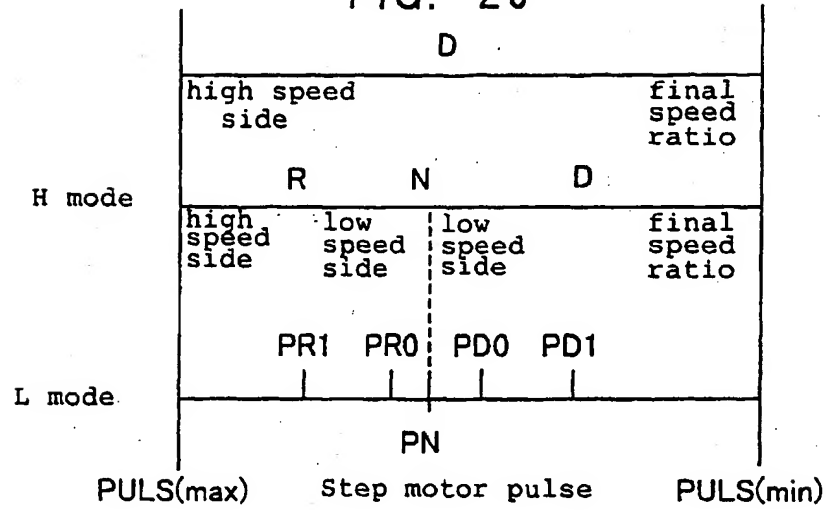 FIG. 20
D
high speed side
final speed ratio
R N D
H mode
high speed side
low speed side
low speed side
final speed ratio
PR1 PR0 PD0 PD1
L mode
PN
PULS(max) Step motor pulse PULS(min)